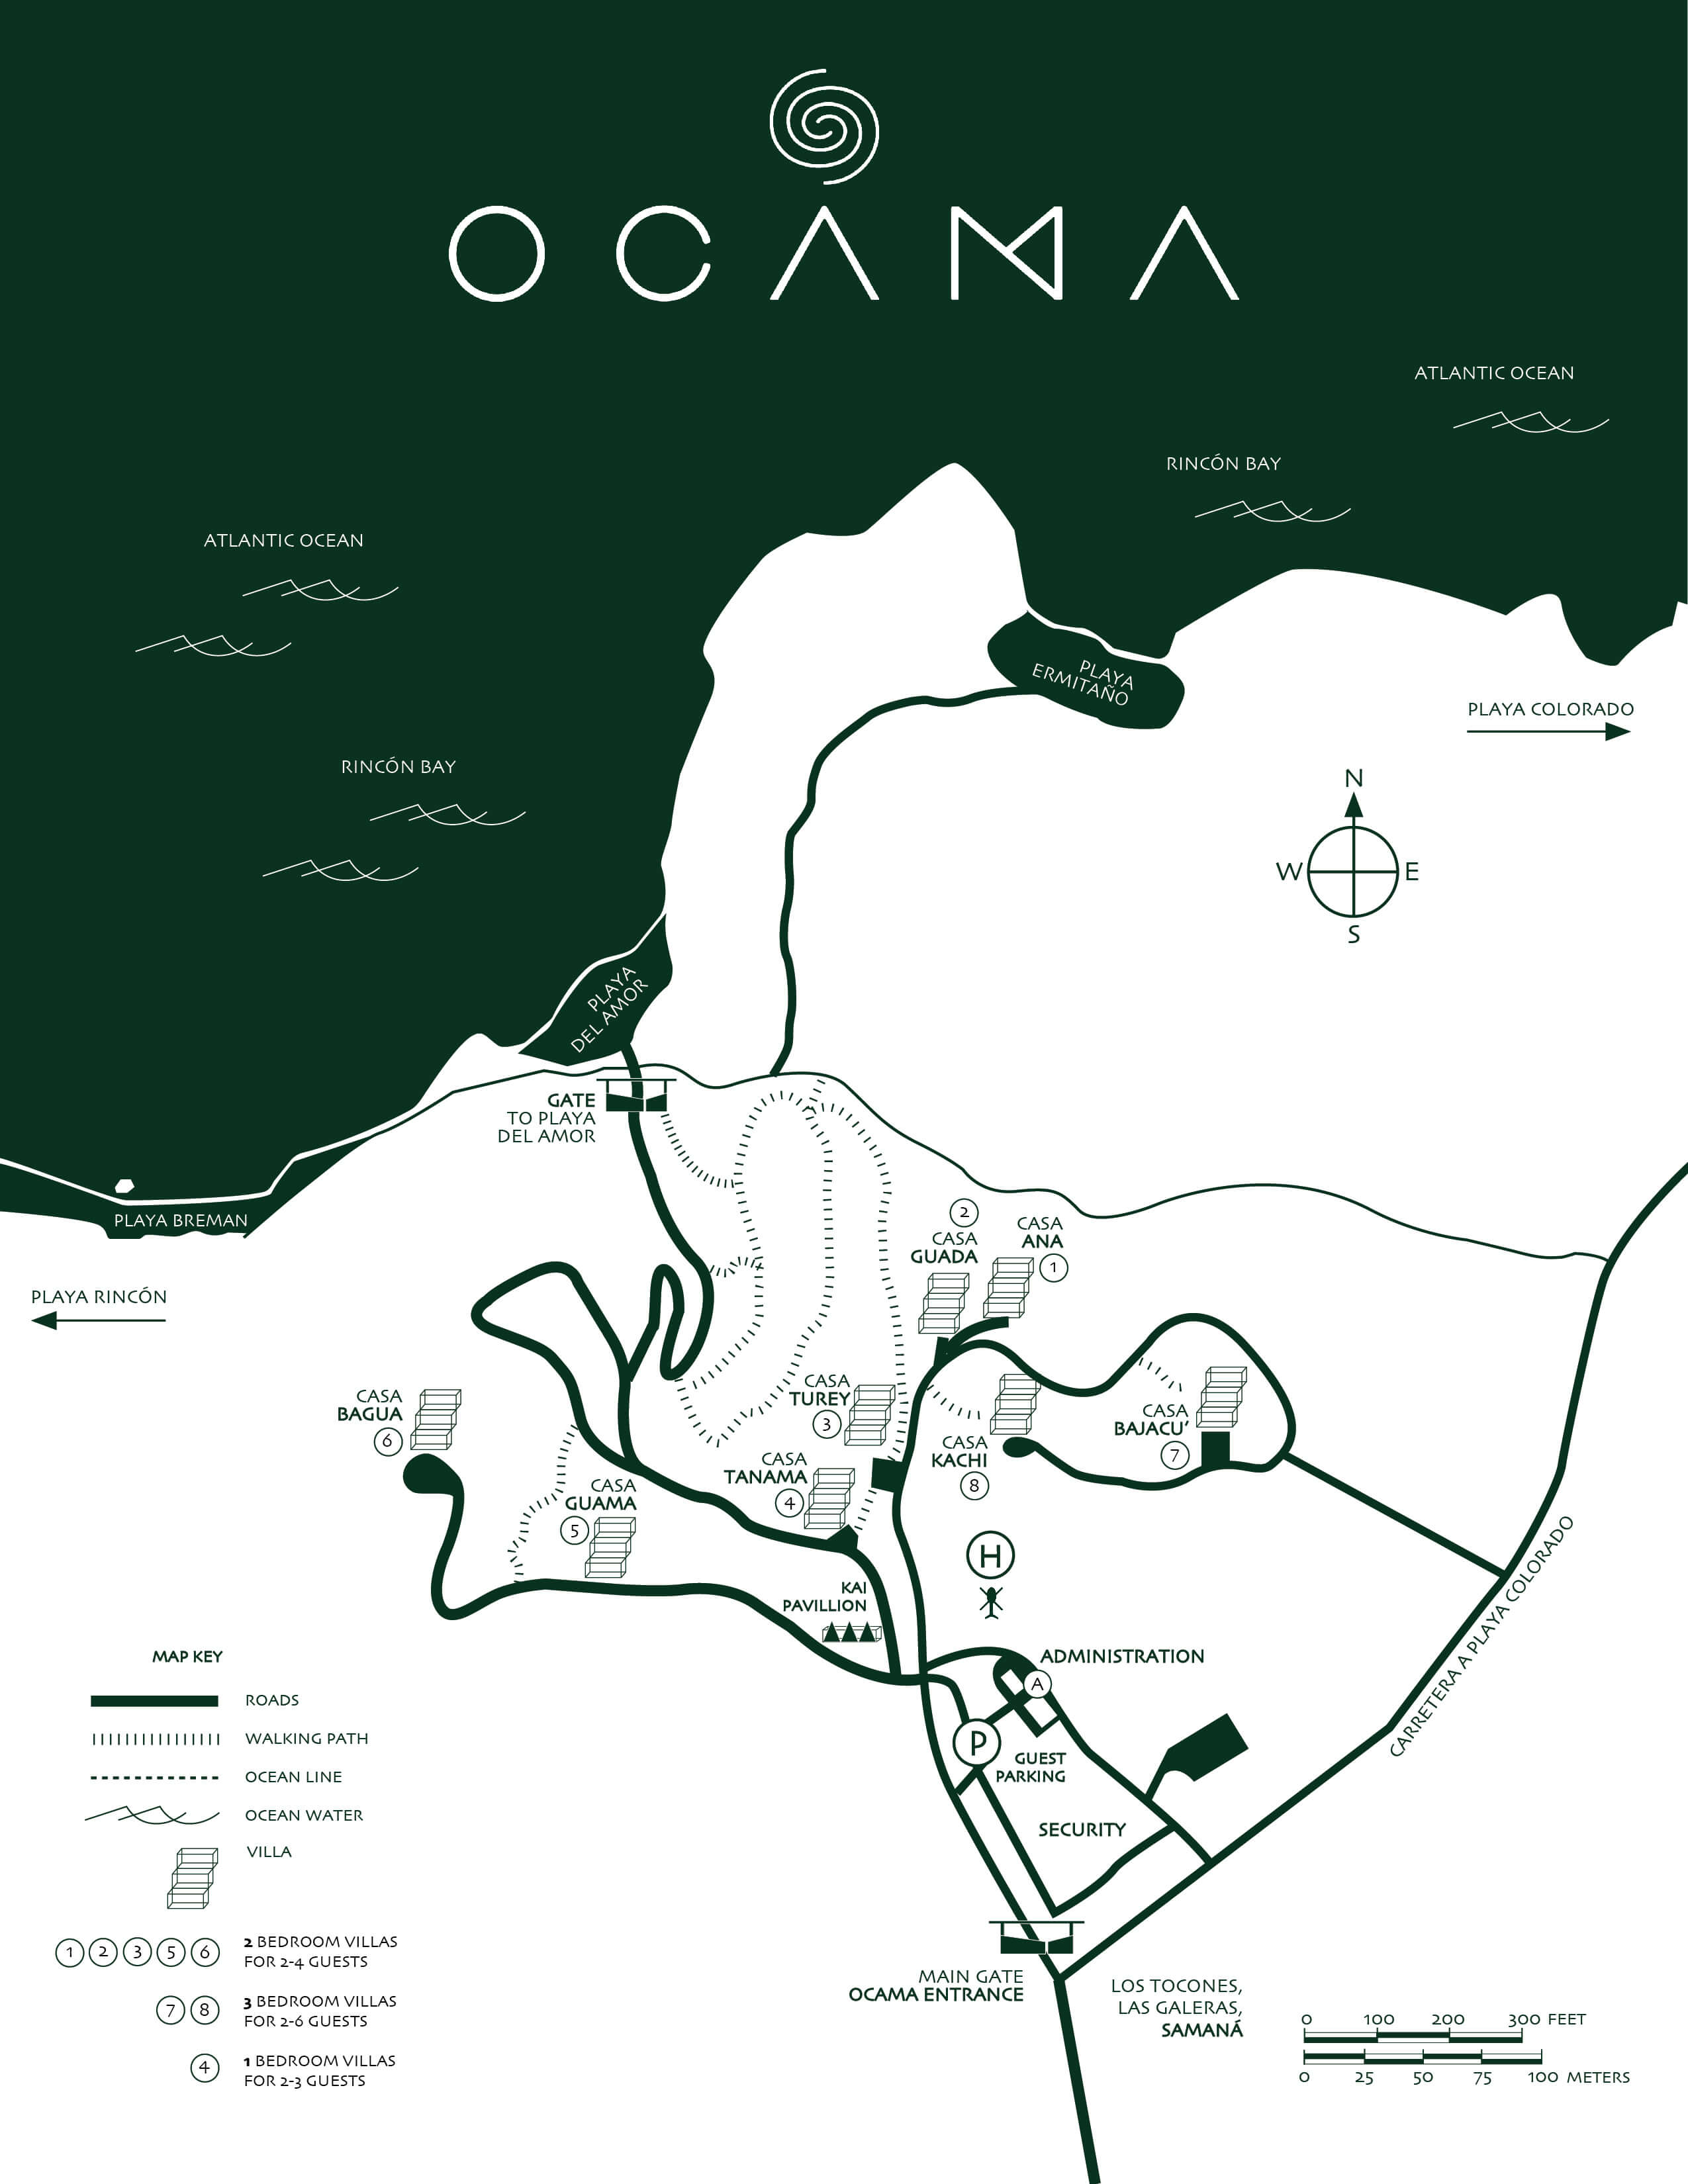 OCAMA
ATLANTIC OCEAN
RINCÓN BAY
ATLANTIC OCEAN
PLAYA
ERMITAÑO
PLAYA COLORADO
RINCÓN BAY
N
W
E
S
PLAYA
DEL AMOR
GATE
TO PLAYA
DEL AMOR
PLAYA BREMAN
PLAYA RINCÓN
2
CASA
GUADA
CASA
ANA
1
CASA
TUREY
3
CASA
BAGUA
6
CASA
BAJACU’
7
CASA
KACHI
8
CASA
TANAMA
4
CASA
GUAMA
5
H
KAI
PAVILLION
CARRETERA A PLAYA COLORADO
ADMINISTRATION
A
P
GUEST
PARKING
SECURITY
MAIN GATE
OCAMA ENTRANCE
LOS TOCONES,
LAS GALERAS,
SAMANÁ
MAP KEY
ROADS
WALKING PATH
OCEAN LINE
OCEAN WATER
VILLA
1 2 3 5 6
2 BEDROOM VILLAS
FOR 2-4 GUESTS
7 8
3 BEDROOM VILLAS
FOR 2-6 GUESTS
4
1 BEDROOM VILLAS
FOR 2-3 GUESTS
0 100 200 300 FEET
0 25 50 75 100 METERS